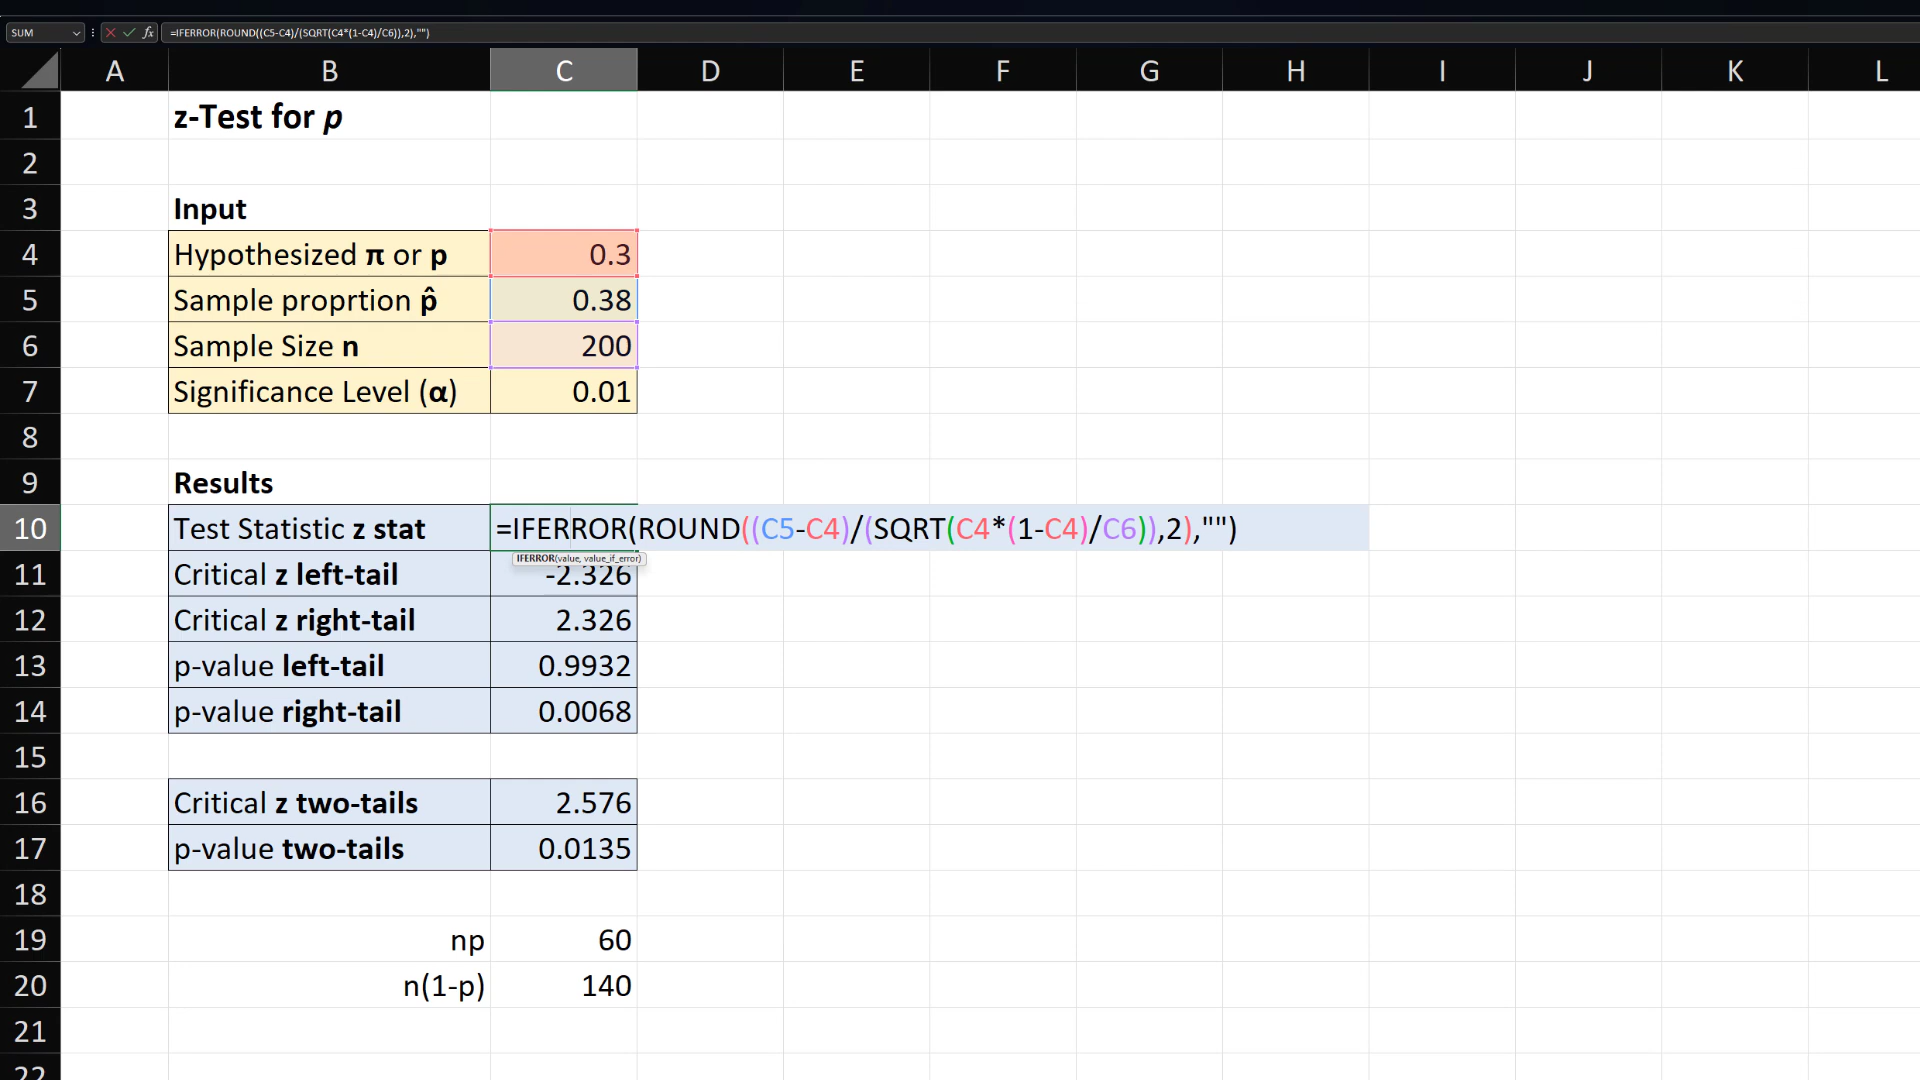 SUM
fx =IFERROR(ROUND((C5-C4)/(SQRT(C4*(1-C4)/C6)),2),"")
A B C D E F G H I J K L
1 z-Test for p
2
3 Input
4 Hypothesized π or p 0.3
5 Sample proprtion p̂ 0.38
6 Sample Size n 200
7 Significance Level (α) 0.01
8
9 Results
10 Test Statistic z stat =IFERROR(ROUND((C5-C4)/(SQRT(C4*(1-C4)/C6)),2),"")
IFERROR(value, value_if_error)
11 Critical z left-tail -2.326
12 Critical z right-tail 2.326
13 p-value left-tail 0.9932
14 p-value right-tail 0.0068
15
16 Critical z two-tails 2.576
17 p-value two-tails 0.0135
18
19 np 60
20 n(1-p) 140
21
22